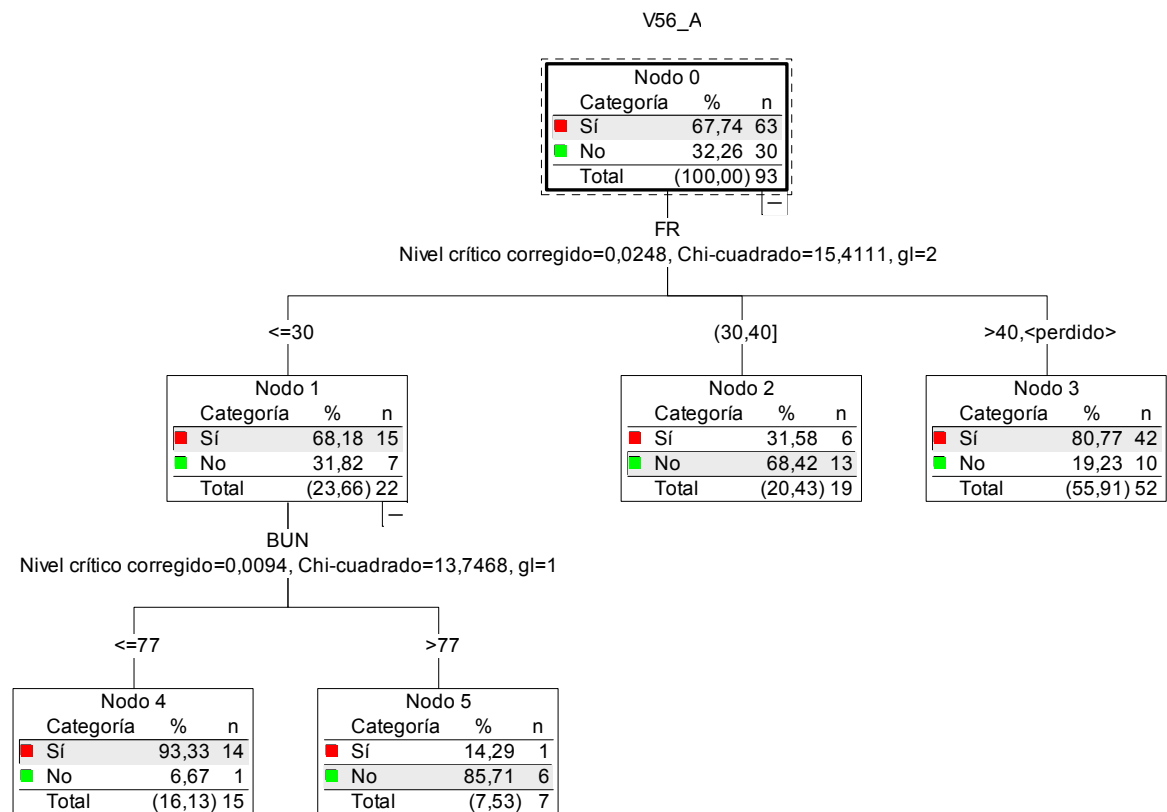 V56_A
Nodo 0
Categoría % n
Sí 67,74 63
No 32,26 30
Total (100,00) 93
FR
Nivel crítico corregido=0,0248, Chi-cuadrado=15,4111, gl=2
<=30 (30,40] >40,<perdido>
Nodo 1 Nodo 2 Nodo 3
Categoría % n Categoría % n Categoría % n
Sí 68,18 15 Sí 31,58 6 Sí 80,77 42
No 31,82 7 No 68,42 13 No 19,23 10
Total (23,66) 22 Total (20,43) 19 Total (55,91) 52
BUN
Nivel crítico corregido=0,0094, Chi-cuadrado=13,7468, gl=1
<=77 >77
Nodo 4 Nodo 5
Categoría % n Categoría % n
Sí 93,33 14 Sí 14,29 1
No 6,67 1 No 85,71 6
Total (16,13) 15 Total (7,53) 7